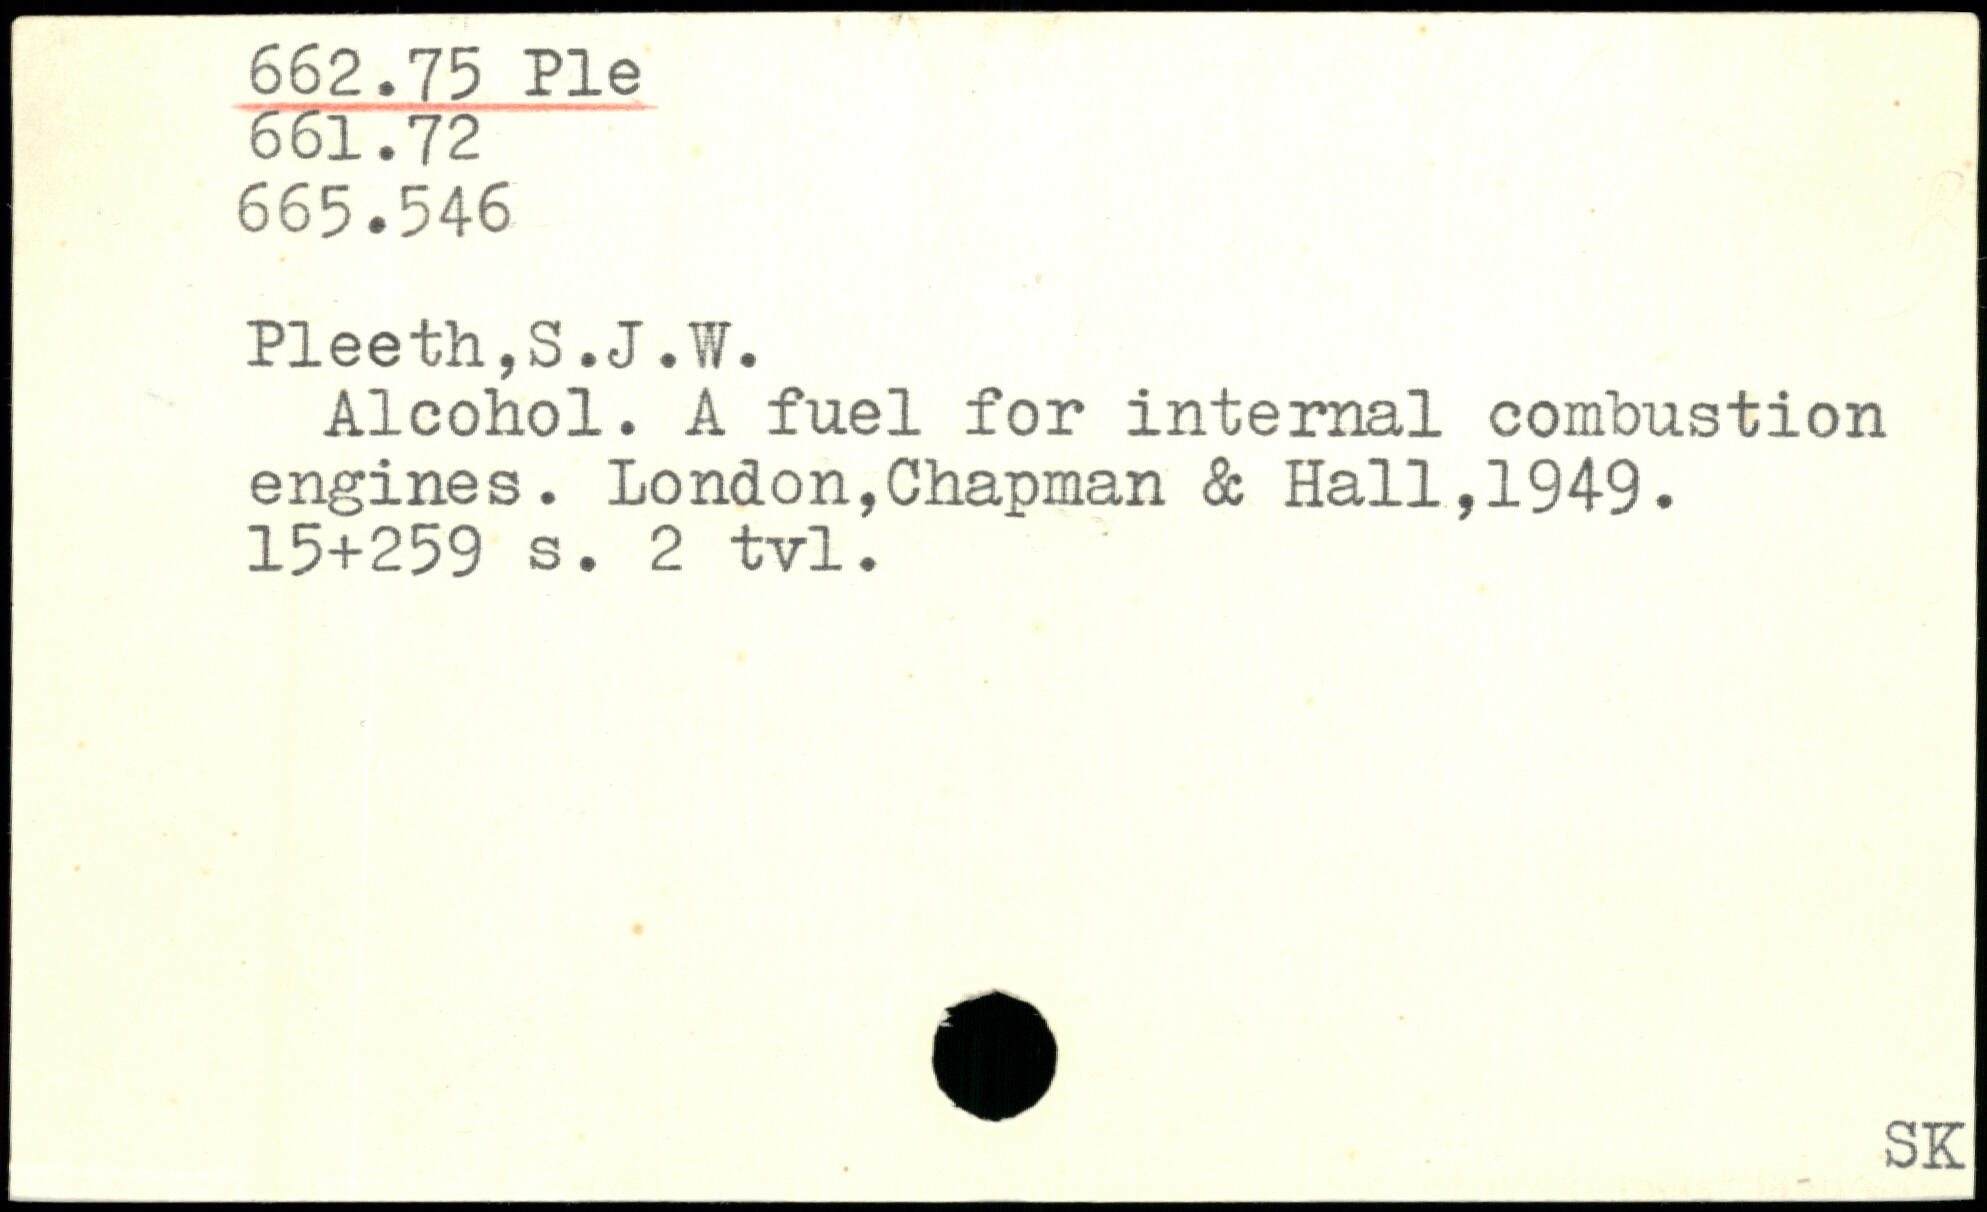 662.75 Ple
661.72
665.546
Pleeth,S.J.W.
Alcohol. A fuel for internal combustion
engines. London,Chapman & Hall,1949.
15+259 s. 2 tvl.
SK